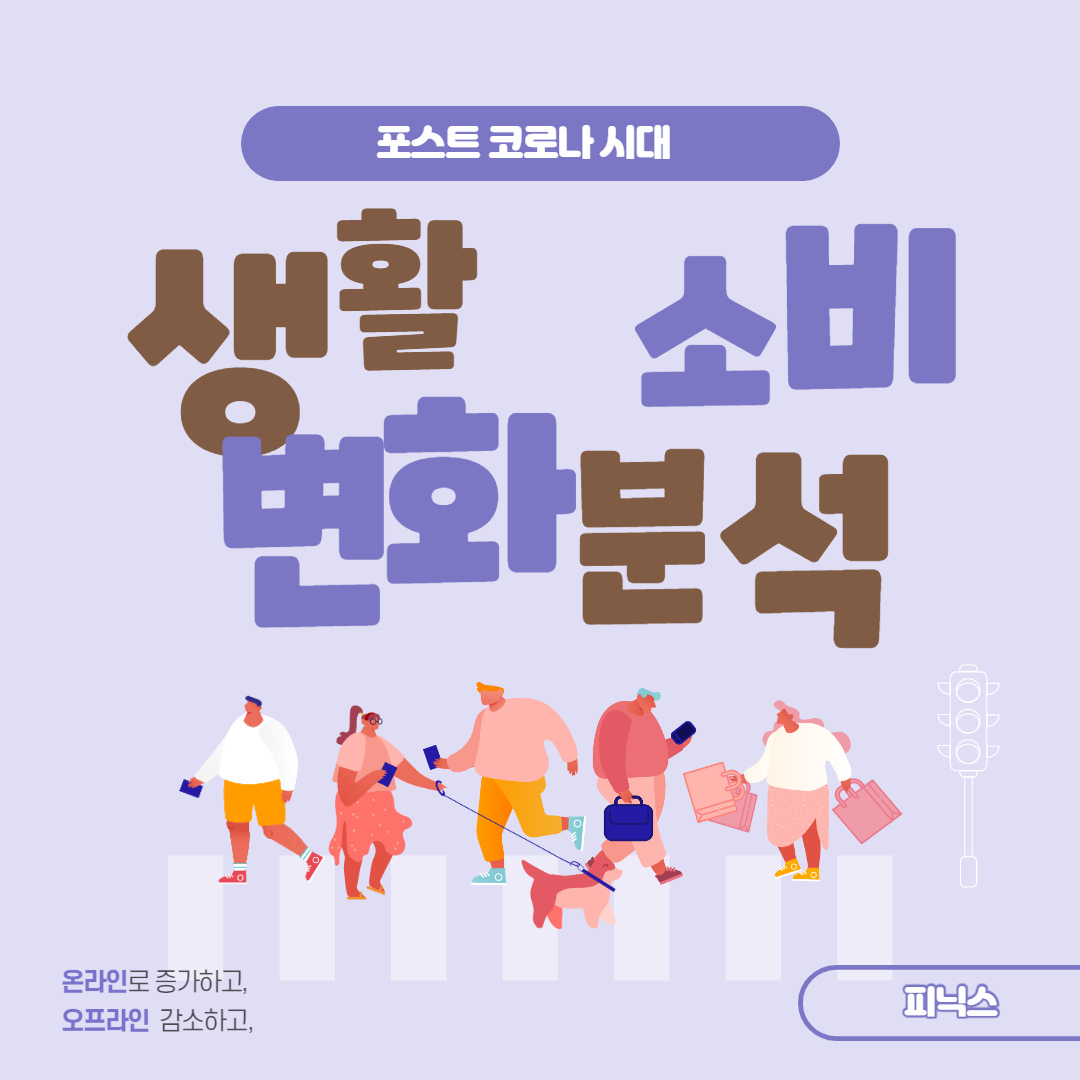 포스트 코로나 시대
생활 소비
변화분석
온라인로 증가하고,
오프라인 감소하고,
피닉스